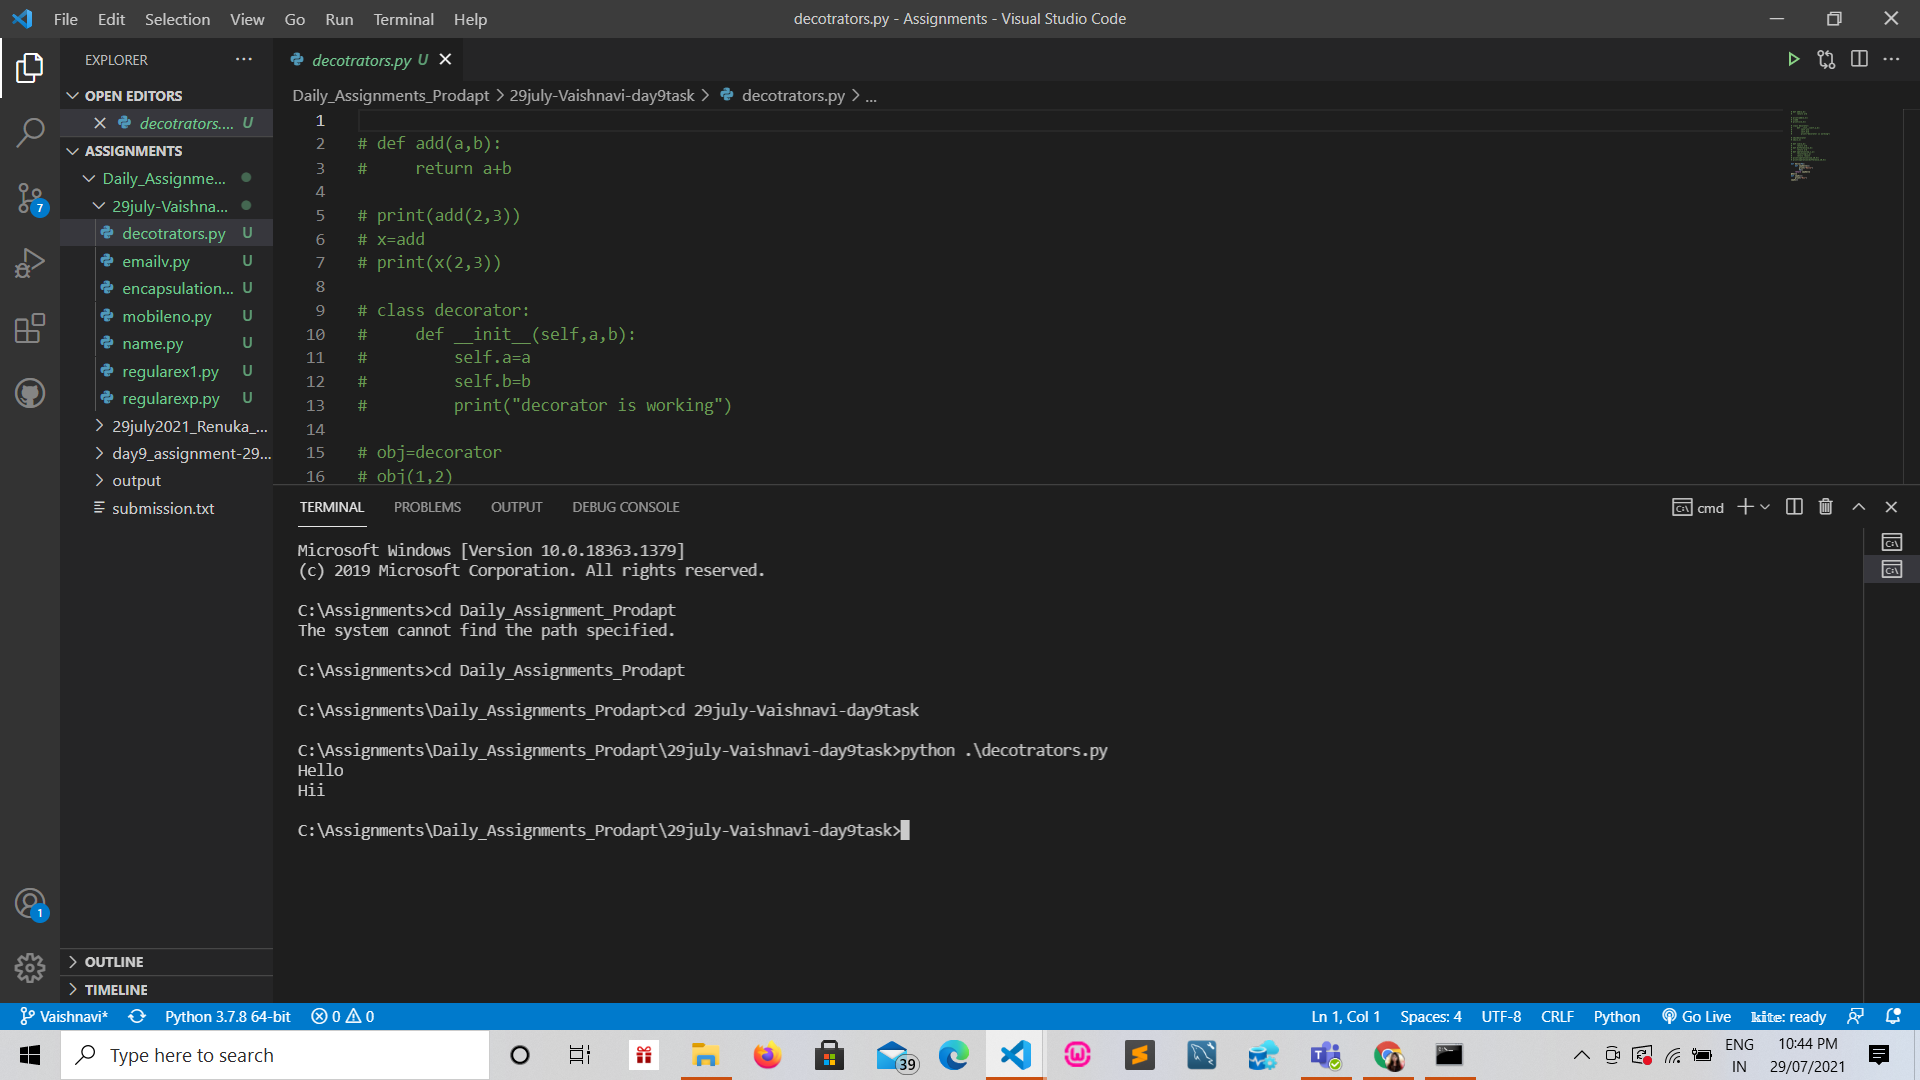 File Edit Selection View Go Run Terminal Help
decotrators.py - Assignments - Visual Studio Code
EXPLORER
OPEN EDITORS
decotrators.... U
ASSIGNMENTS
Daily_Assignme...
29july-Vaishna...
decotrators.py U
emailv.py U
encapsulation... U
mobileno.py U
name.py U
regularex1.py U
regularexp.py U
29july2021_Renuka_...
day9_assignment-29...
output
submission.txt
OUTLINE
TIMELINE
7
1
decotrators.py U
Daily_Assignments_Prodapt > 29july-Vaishnavi-day9task > decotrators.py > ...
1
2 # def add(a,b):
3 #     return a+b
4
5 # print(add(2,3))
6 # x=add
7 # print(x(2,3))
8
9 # class decorator:
10 #     def __init__(self,a,b):
11 #         self.a=a
12 #         self.b=b
13 #         print("decorator is working")
14
15 # obj=decorator
16 # obj(1,2)
TERMINAL PROBLEMS OUTPUT DEBUG CONSOLE
cmd
Microsoft Windows [Version 10.0.18363.1379]
(c) 2019 Microsoft Corporation. All rights reserved.
C:\Assignments>cd Daily_Assignment_Prodapt
The system cannot find the path specified.
C:\Assignments>cd Daily_Assignments_Prodapt
C:\Assignments\Daily_Assignments_Prodapt>cd 29july-Vaishnavi-day9task
C:\Assignments\Daily_Assignments_Prodapt\29july-Vaishnavi-day9task>python .\decotrators.py
Hello
Hii
C:\Assignments\Daily_Assignments_Prodapt\29july-Vaishnavi-day9task>
Vaishnavi* Python 3.7.8 64-bit 0 0
Ln 1, Col 1 Spaces: 4 UTF-8 CRLF Python Go Live kite: ready
Type here to search
39
ENG
IN
10:44 PM
29/07/2021